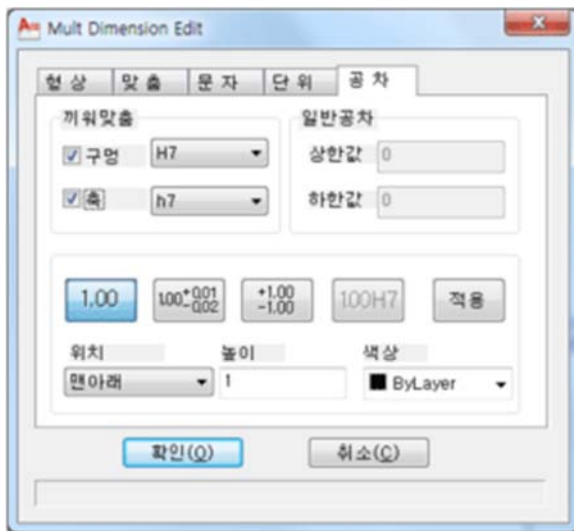 Mult Dimension Edit
형 상 맞 춤 문 자 단 위 공 차
끼워맞춤 일반공차
구멍 H7 상한값 0
축 h7 하한값 0
1.00 1.00 +0.01 -0.02 +1.00 -1.00 1.00H7 적용
위치 높이 색상
맨아래 1 ByLayer
확인(O) 취소(C)